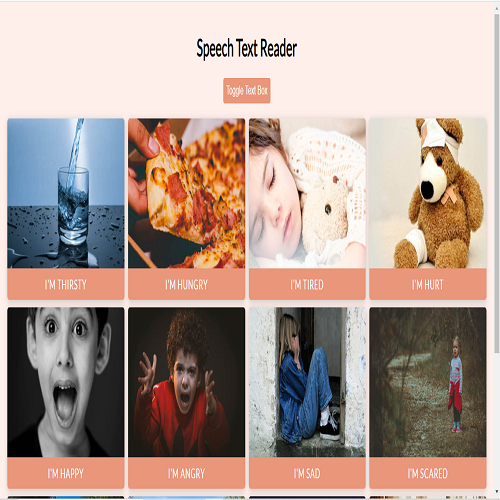 Speech Text Reader
Toggle Text Box
I'M THIRSTY
I'M HUNGRY
I'M TIRED
I'M HURT
I'M HAPPY
I'M ANGRY
I'M SAD
I'M SCARED